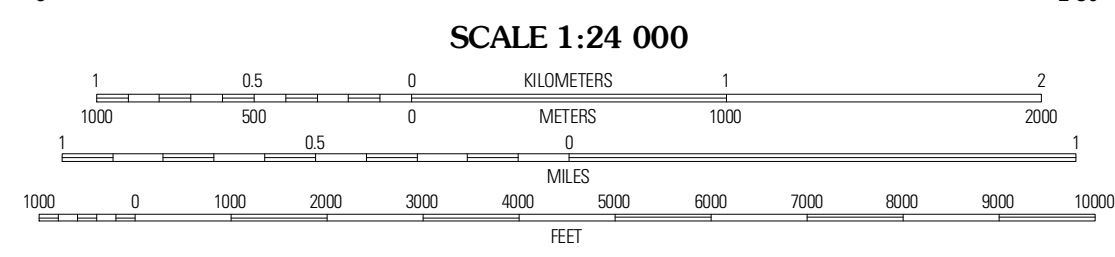 SCALE 1:24 000
1 0.5 0 KILOMETERS 1 2
1000 500 0 METERS 1000 2000
1 0.5 0 1
MILES
1000 0 1000 2000 3000 4000 5000 6000 7000 8000 9000 10000
FEET